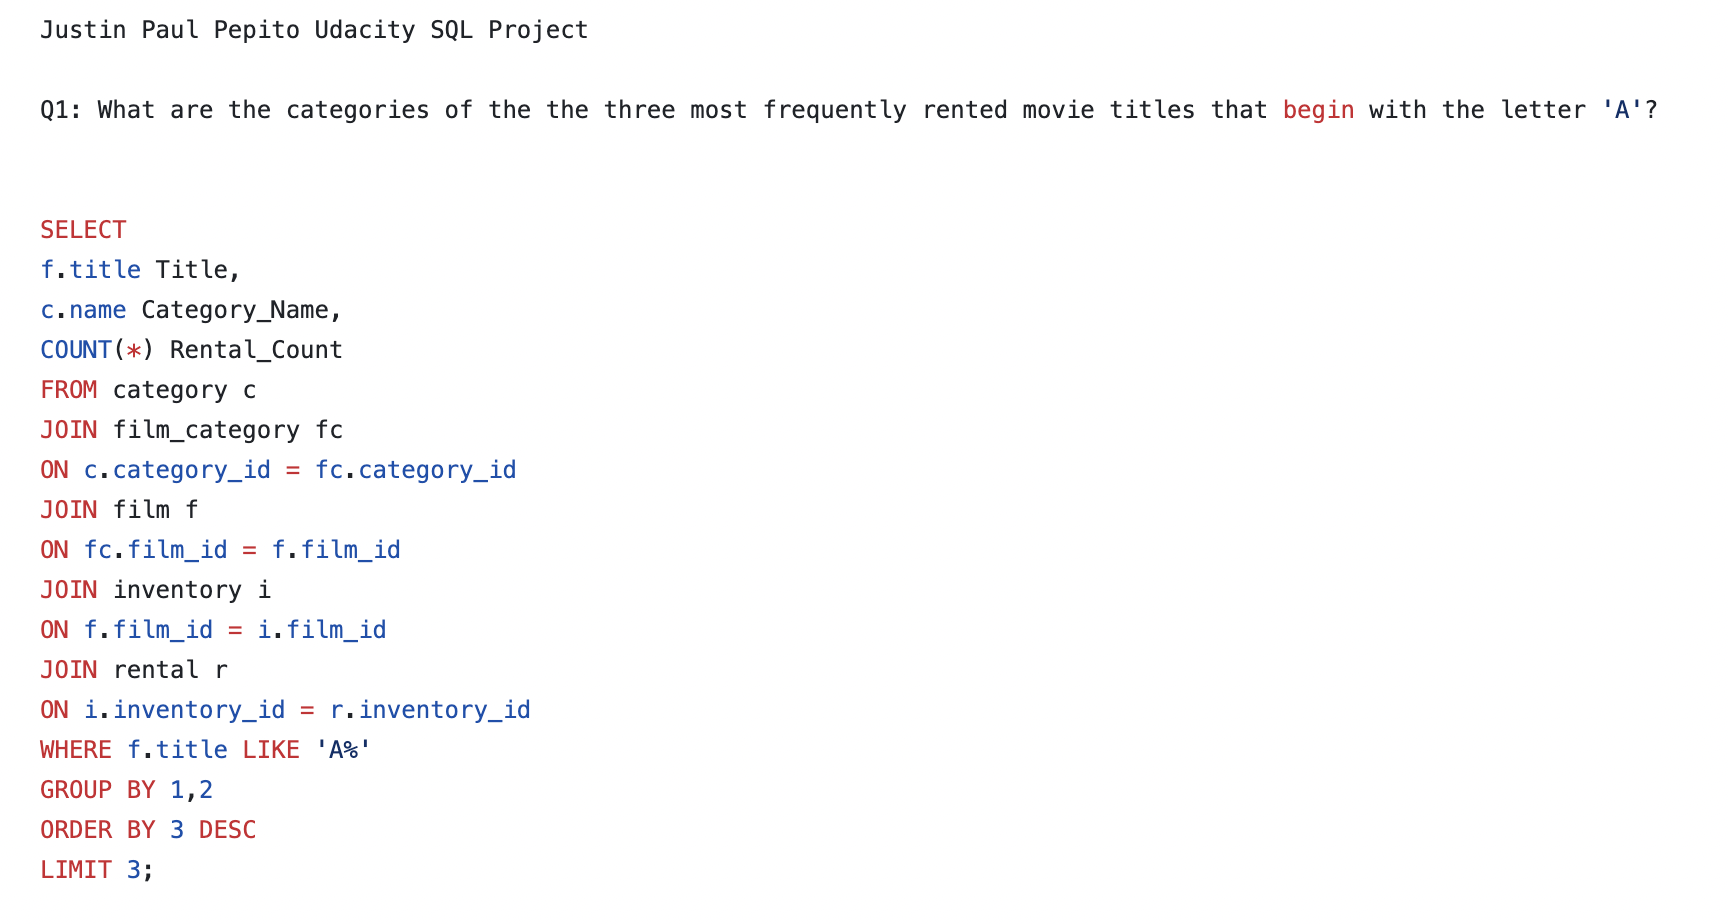 Justin Paul Pepito Udacity SQL Project
Q1: What are the categories of the the three most frequently rented movie titles that begin with the letter 'A'?
SELECT
f.title Title,
c.name Category_Name,
COUNT(*) Rental_Count
FROM category c
JOIN film_category fc
ON c.category_id = fc.category_id
JOIN film f
ON fc.film_id = f.film_id
JOIN inventory i
ON f.film_id = i.film_id
JOIN rental r
ON i.inventory_id = r.inventory_id
WHERE f.title LIKE 'A%'
GROUP BY 1,2
ORDER BY 3 DESC
LIMIT 3;